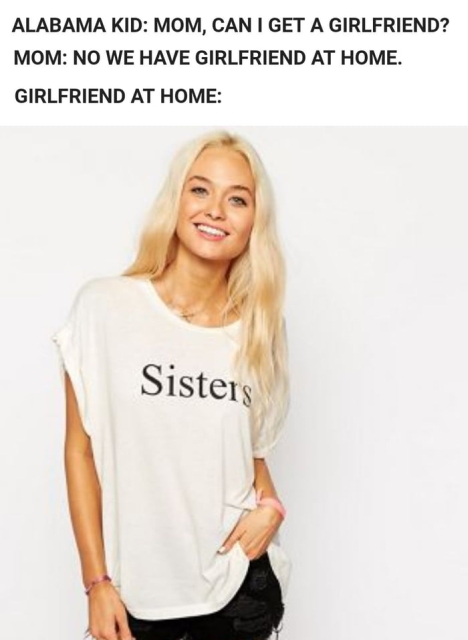 ALABAMA KID: MOM, CAN I GET A GIRLFRIEND?
MOM: NO WE HAVE GIRLFRIEND AT HOME.
GIRLFRIEND AT HOME:
Sisters